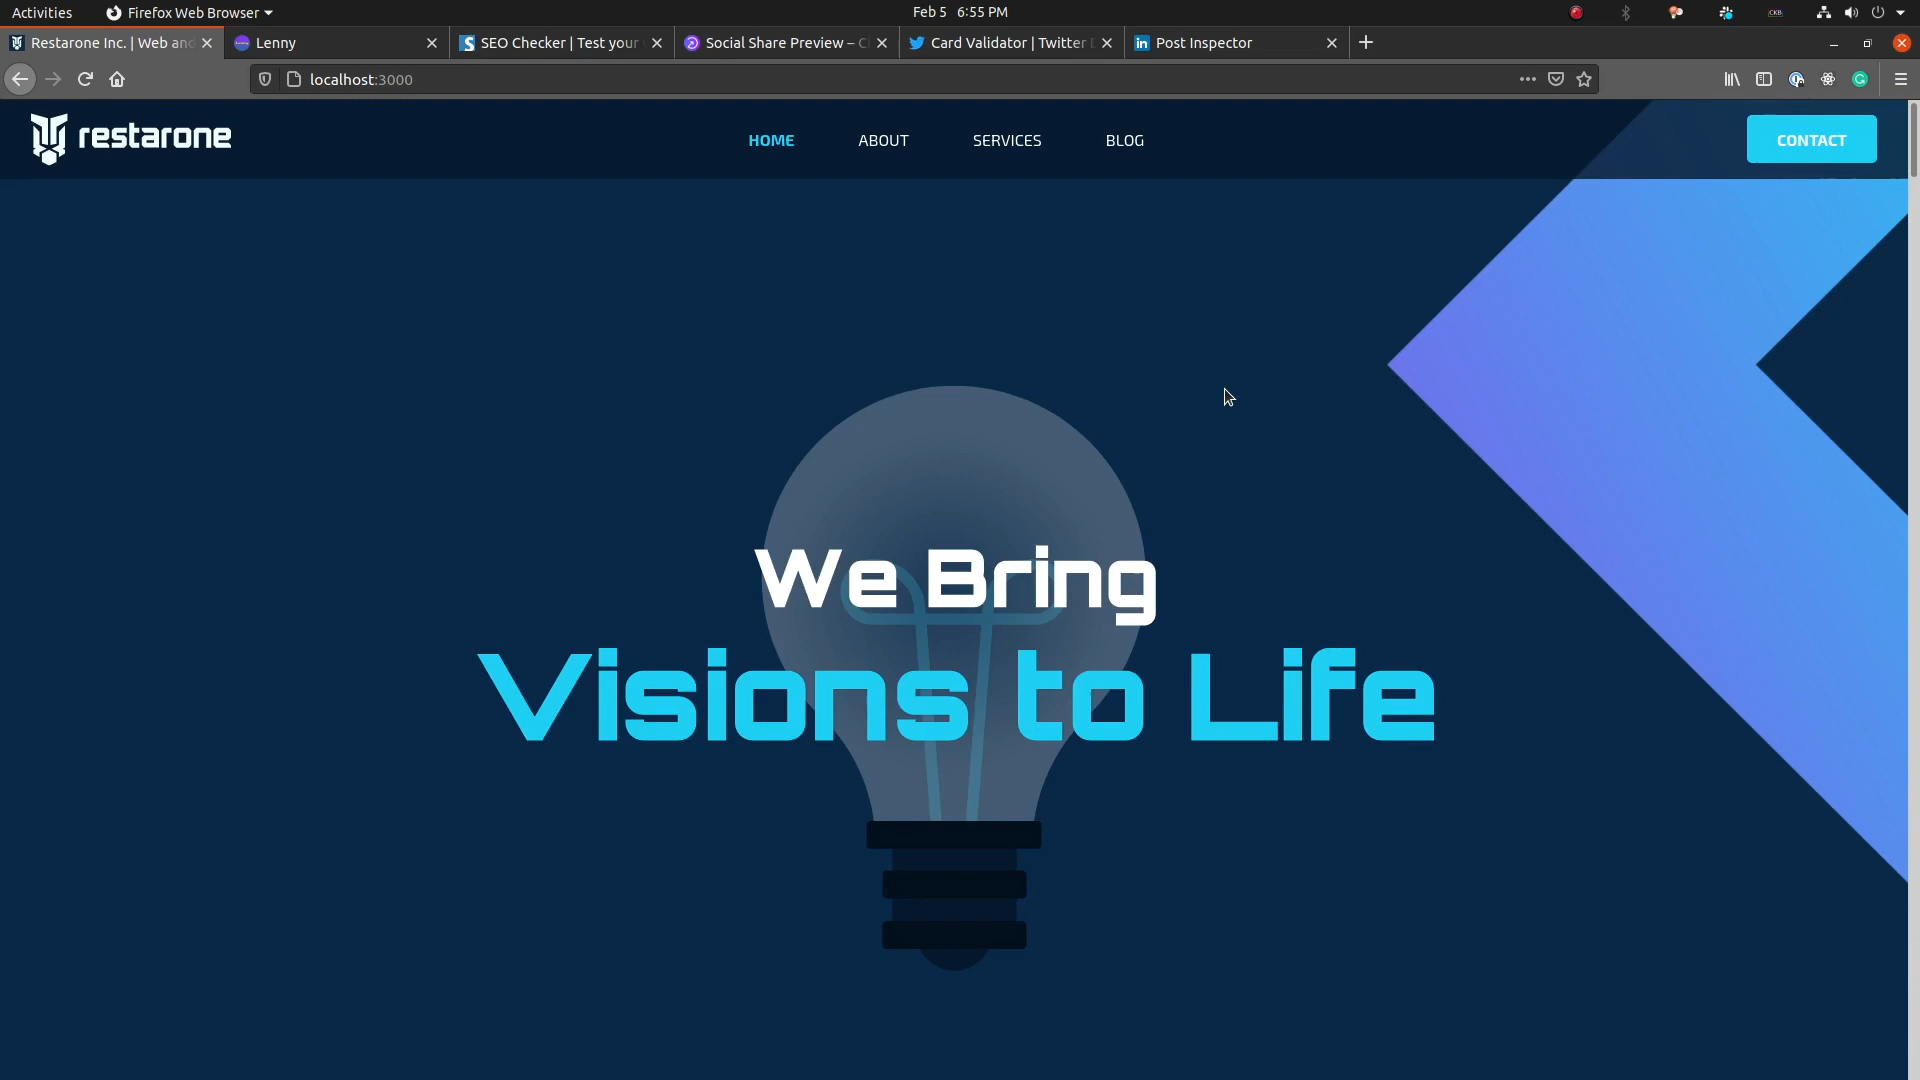 Activities Firefox Web Browser Feb 5 6:55 PM
Restarone Inc. | Web and Lenny SEO Checker | Test your Social Share Preview – C Card Validator | Twitter Post Inspector
localhost:3000
restarone HOME ABOUT SERVICES BLOG CONTACT
We Bring
Visions to Life